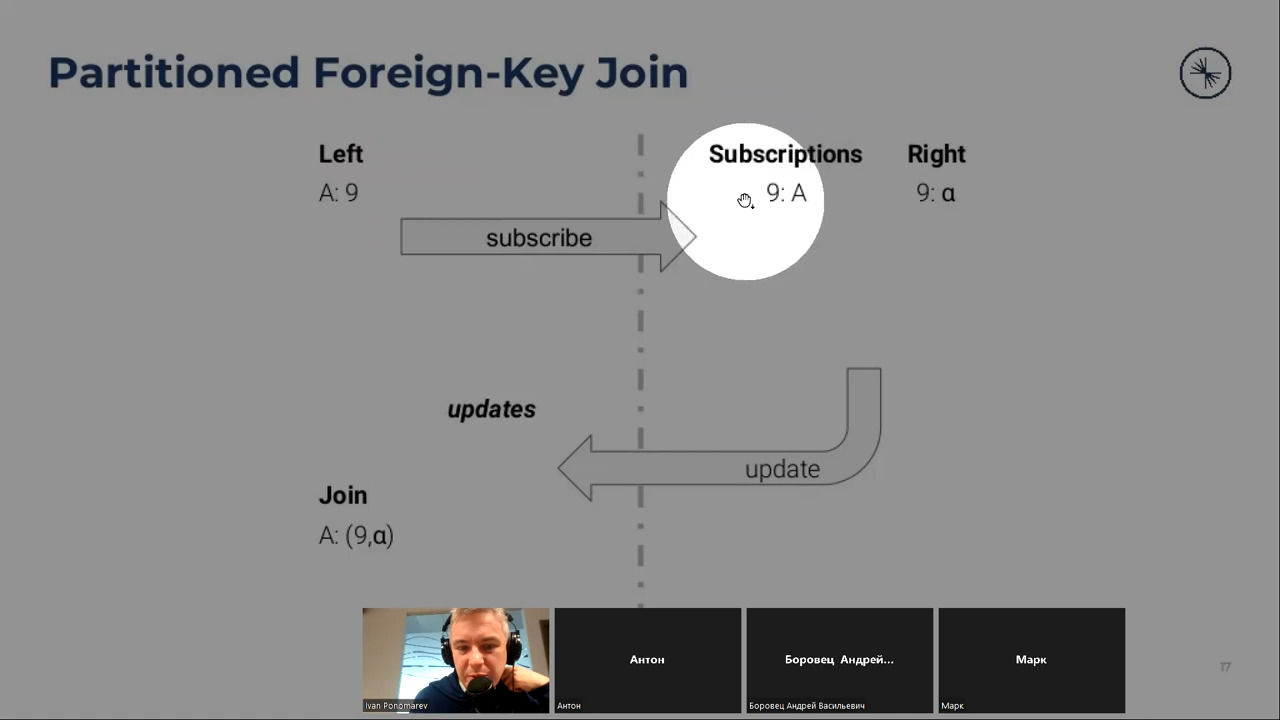 Partitioned Foreign-Key Join
Left
Subscriptions
Right
A: 9
9: A
9: α
subscribe
updates
update
Join
A: (9,α)
Антон
Боровец Андрей...
Марк
Ivan Ponomarev
Антон
Боровец Андрей Васильевич
Марк
17